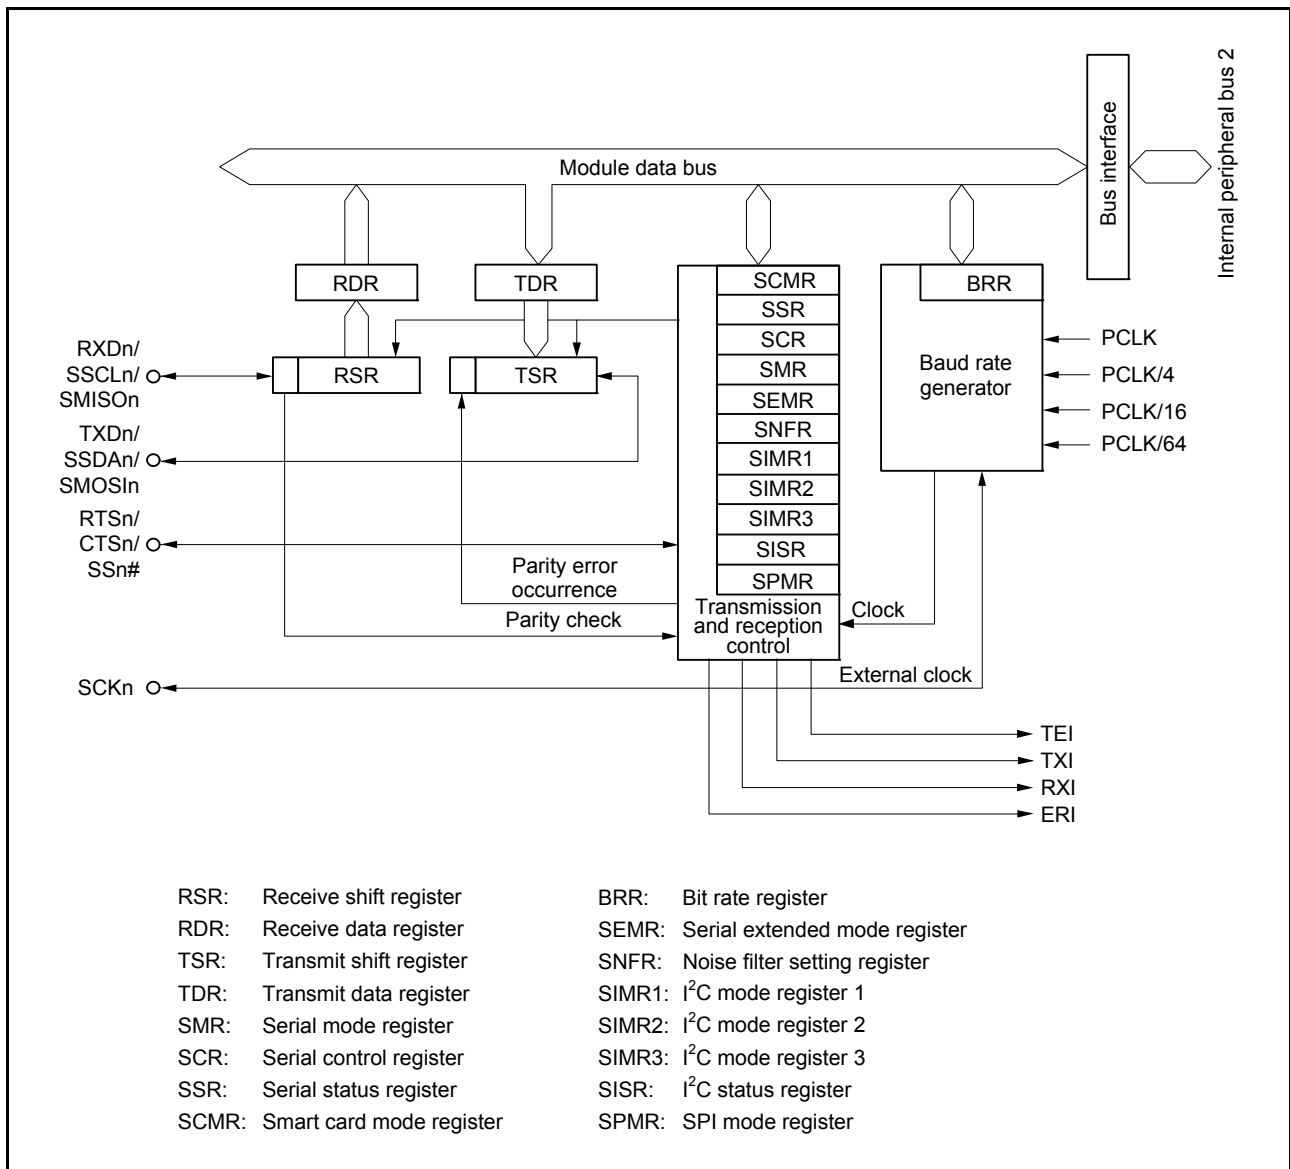 Internal peripheral bus 2
Bus interface
Module data bus
RDR
TDR
SCMR
BRR
SSR
SCR
SMR
SEMR
SNFR
SIMR1
SIMR2
SIMR3
SISR
SPMR
Transmission
and reception
control
Baud rate
generator
PCLK
PCLK/4
PCLK/16
PCLK/64
RXDn/
SSCLn/
SMISOn
RSR
TSR
TXDn/
SSDAn/
SMOSIn
RTSn/
CTSn/
SSn#
Parity error
occurrence
Parity check
Clock
External clock
SCKn
TEI
TXI
RXI
ERI
RSR: Receive shift register
RDR: Receive data register
TSR: Transmit shift register
TDR: Transmit data register
SMR: Serial mode register
SCR: Serial control register
SSR: Serial status register
SCMR: Smart card mode register
BRR: Bit rate register
SEMR: Serial extended mode register
SNFR: Noise filter setting register
SIMR1: I²C mode register 1
SIMR2: I²C mode register 2
SIMR3: I²C mode register 3
SISR: I²C status register
SPMR: SPI mode register